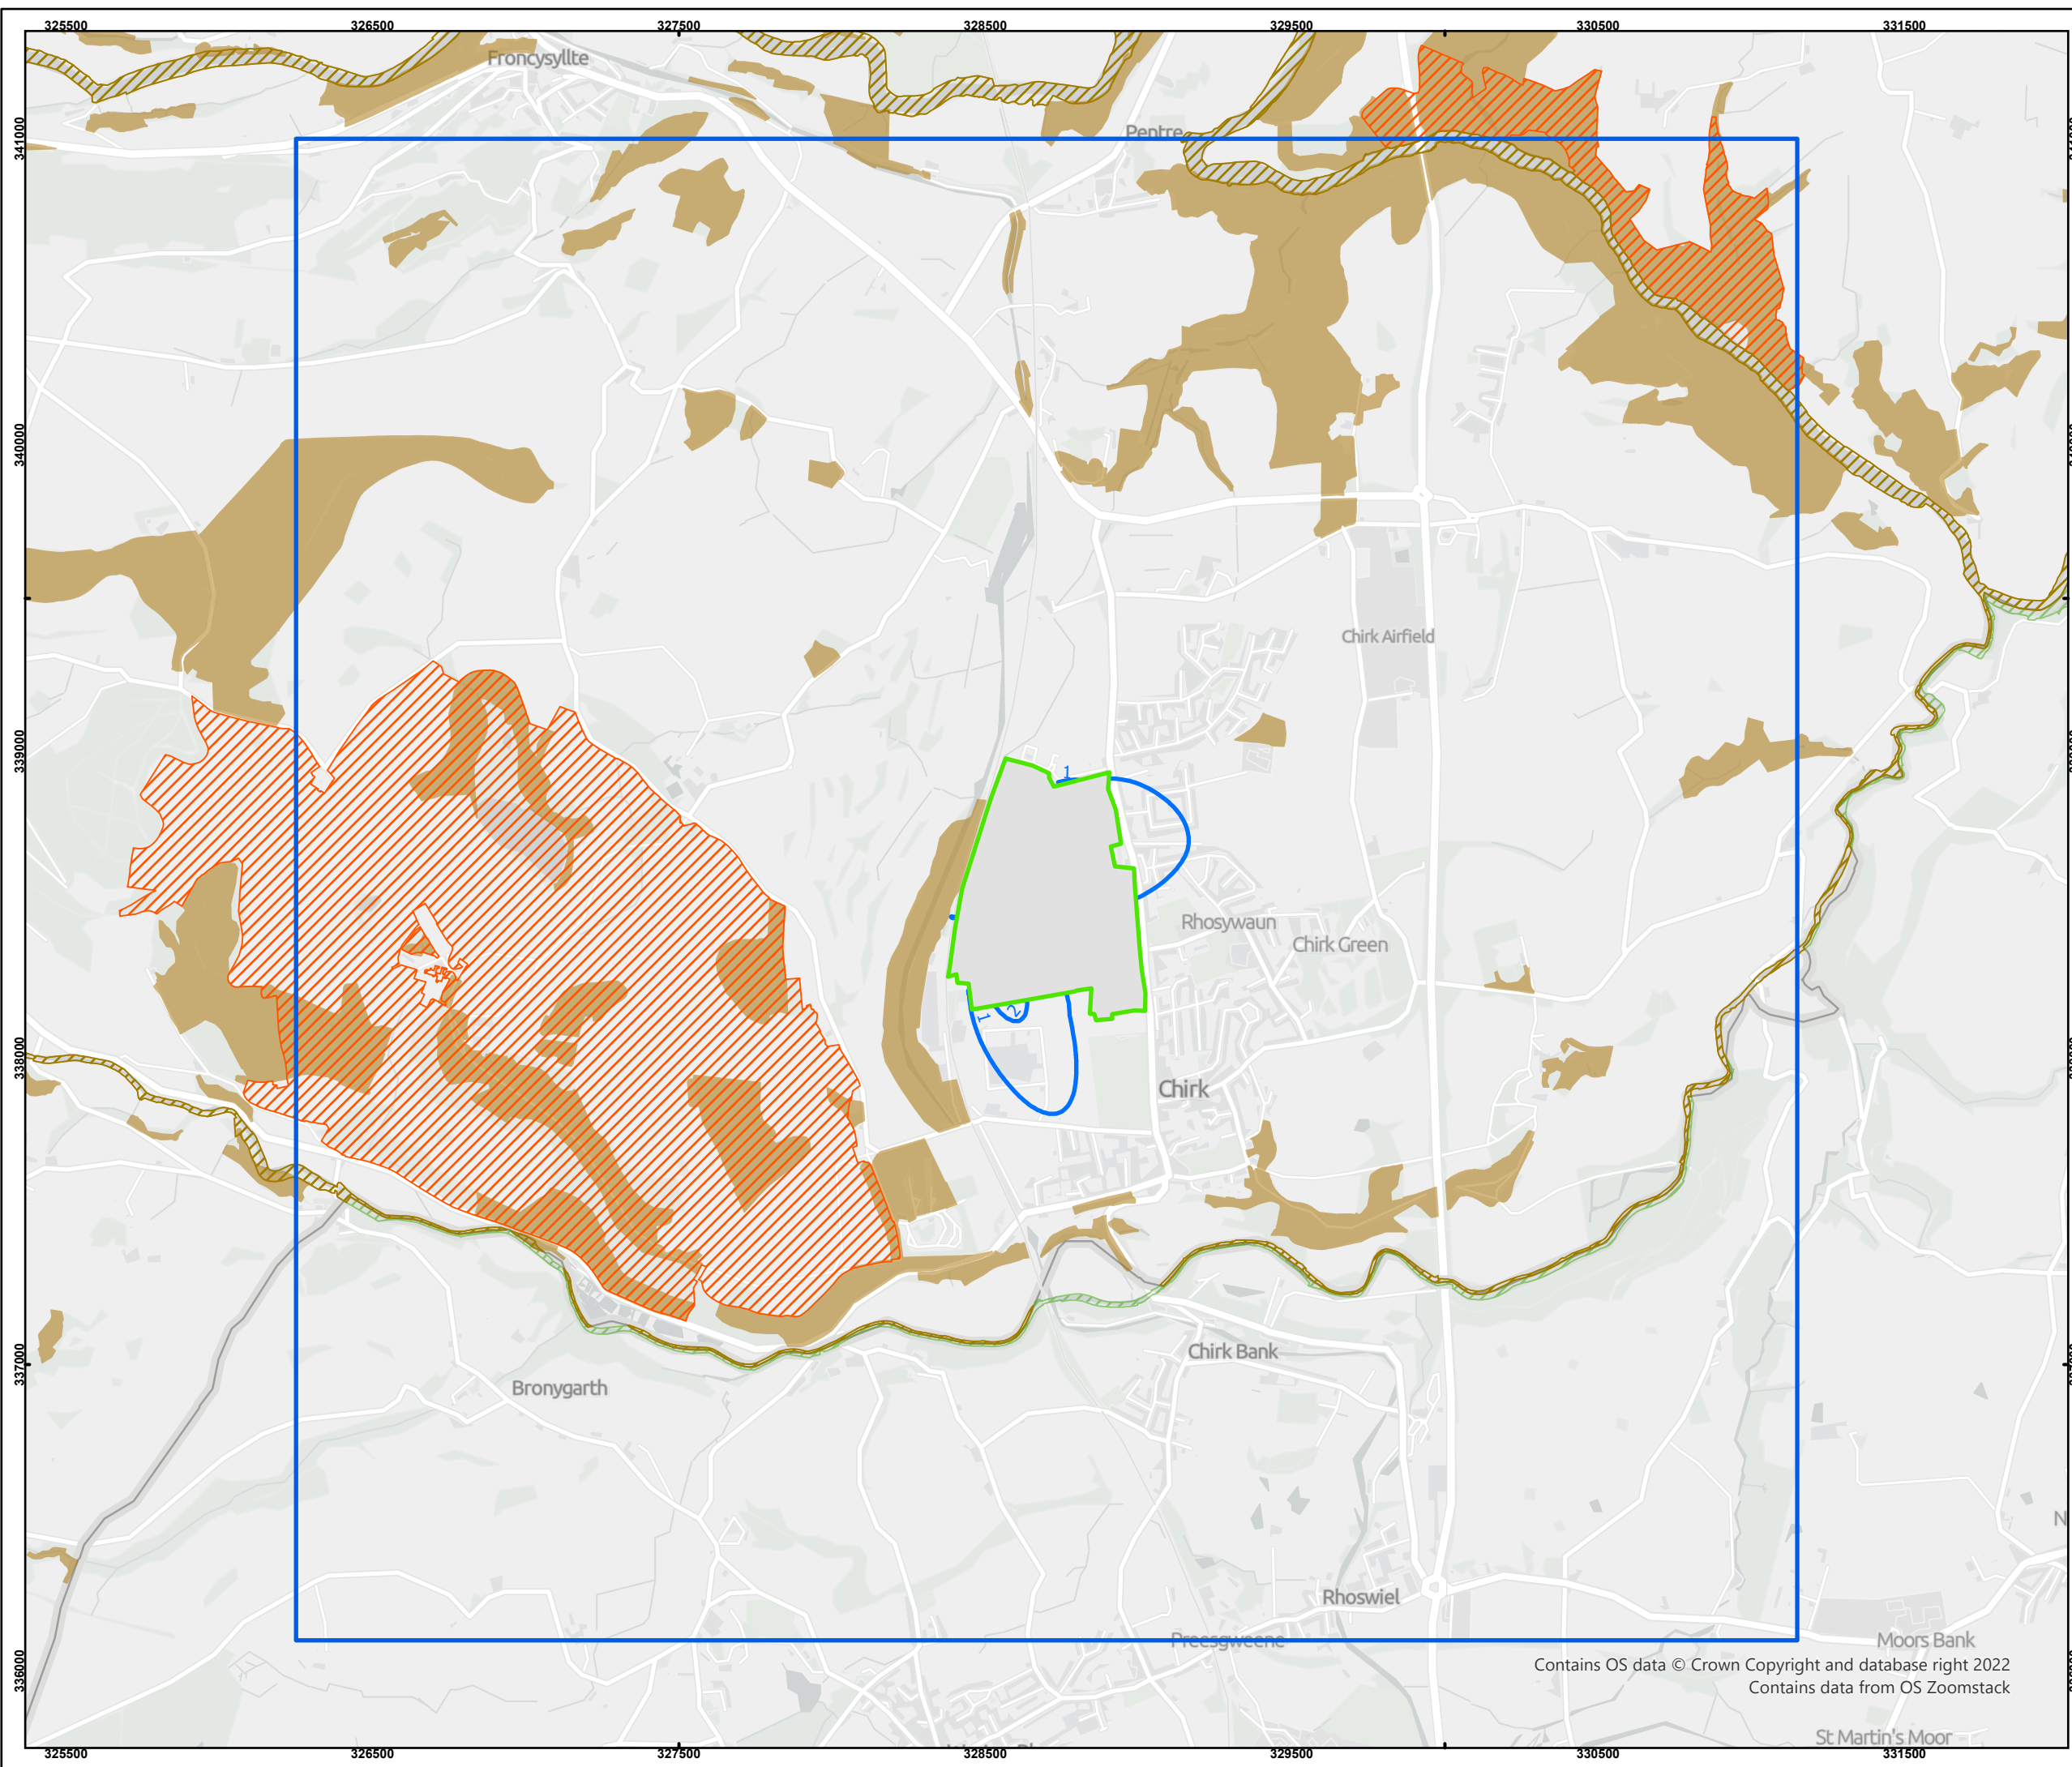 325500 326500 327500 328500 329500 330500 331500
Froncysyllte
Pentre
341000
340000
Chirk Airfield
339000
1
Rhosywaun
Chirk Green
2
1
338000
Chirk
337000
Chirk Bank
Bronygarth
N
Rhoswiel
Preesgweene
Moors Bank
336000
Contains OS data © Crown Copyright and database right 2022
Contains data from OS Zoomstack
St Martin's Moor
325500 326500 327500 328500 329500 330500 331500